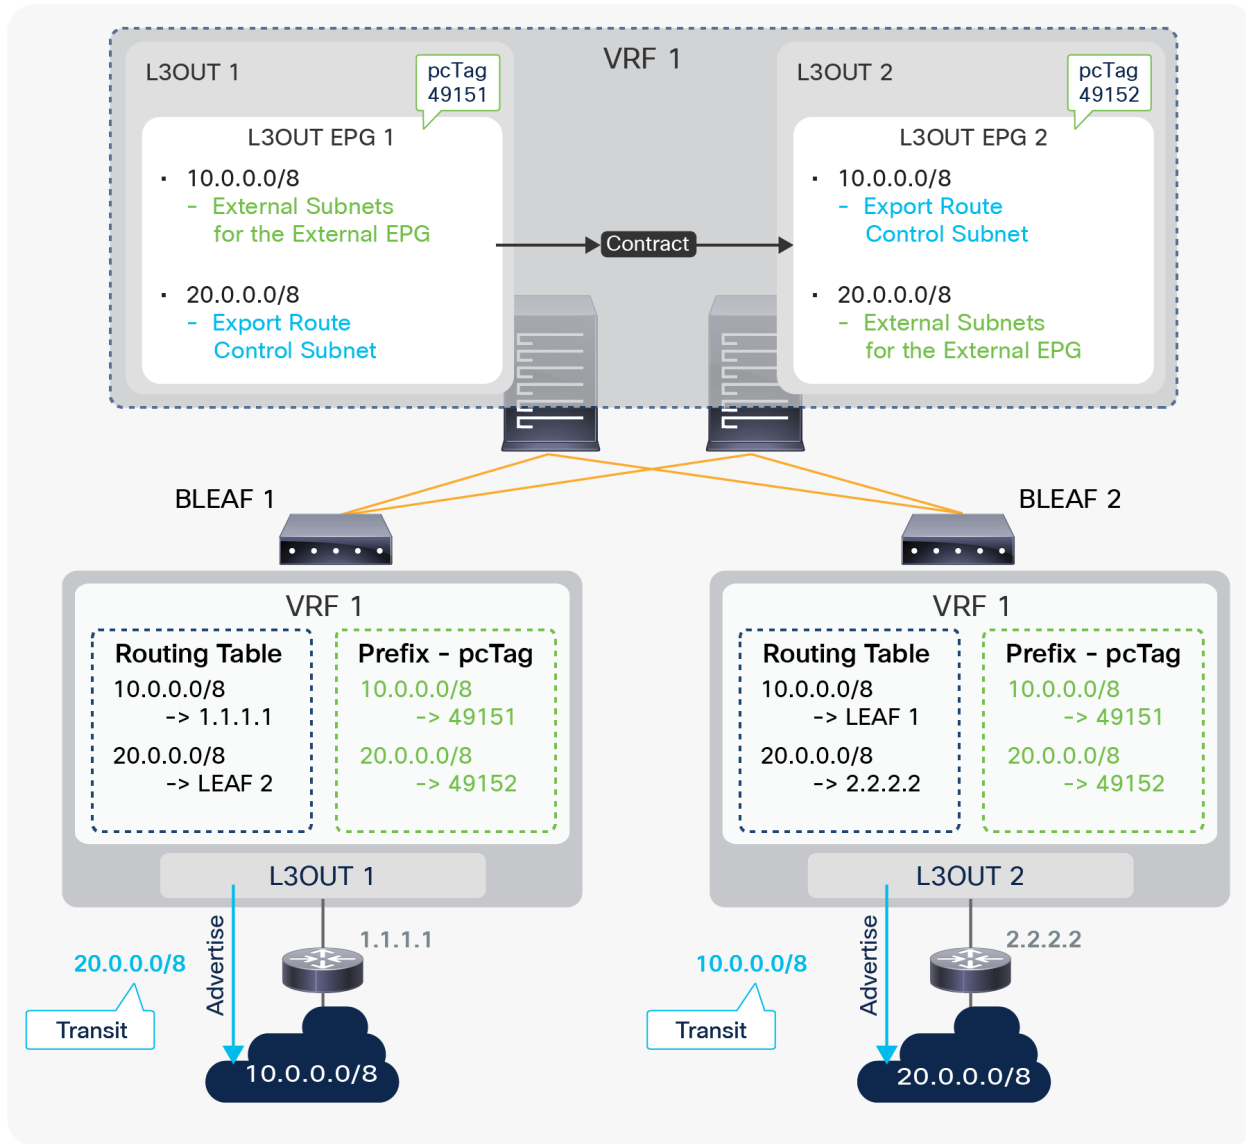 VRF 1
L3OUT 1
pcTag
49151
L3OUT EPG 1
· 10.0.0.0/8
- External Subnets
for the External EPG
· 20.0.0.0/8
- Export Route
Control Subnet
Contract
L3OUT 2
pcTag
49152
L3OUT EPG 2
· 10.0.0.0/8
- Export Route
Control Subnet
· 20.0.0.0/8
- External Subnets
for the External EPG
BLEAF 1
BLEAF 2
VRF 1
Routing Table
10.0.0.0/8
-> 1.1.1.1
20.0.0.0/8
-> LEAF 2
Prefix - pcTag
10.0.0.0/8
-> 49151
20.0.0.0/8
-> 49152
L3OUT 1
Advertise
1.1.1.1
20.0.0.0/8
Transit
10.0.0.0/8
VRF 1
Routing Table
10.0.0.0/8
-> LEAF 1
20.0.0.0/8
-> 2.2.2.2
Prefix - pcTag
10.0.0.0/8
-> 49151
20.0.0.0/8
-> 49152
L3OUT 2
Advertise
2.2.2.2
10.0.0.0/8
Transit
20.0.0.0/8